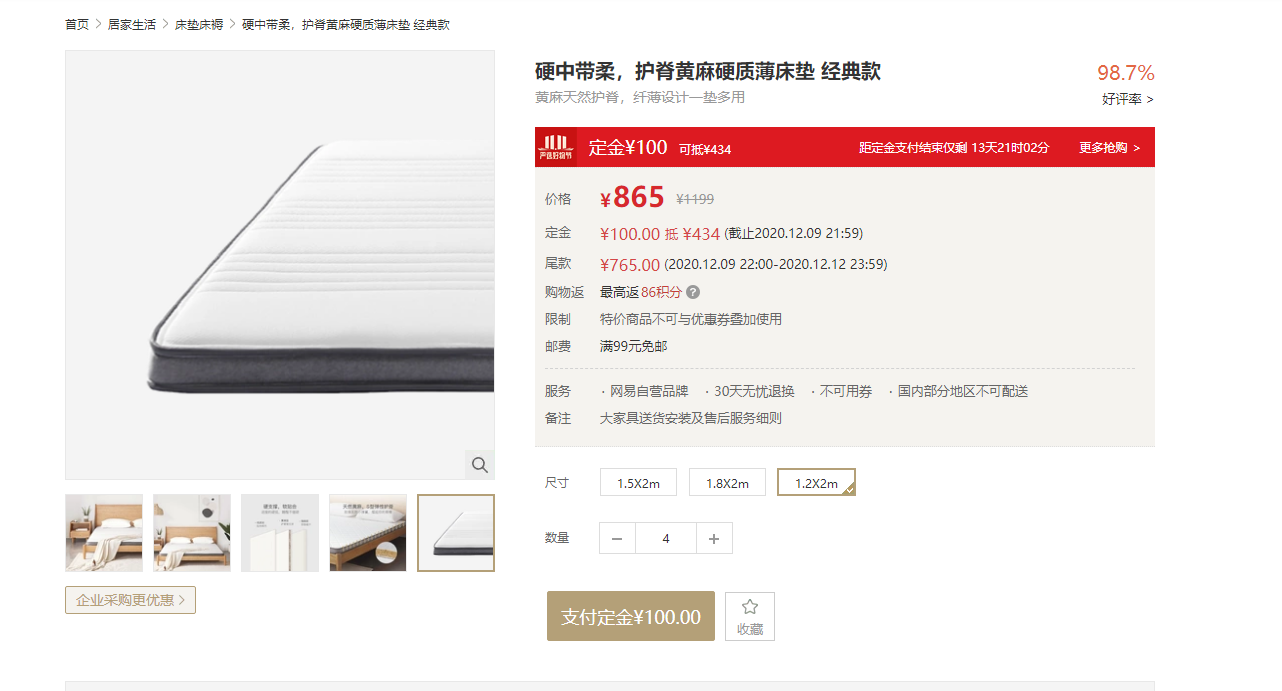 首页 > 居家生活 > 床垫床褥 > 硬中带柔，护脊黄麻硬质薄床垫 经典款
硬中带柔，护脊黄麻硬质薄床垫 经典款
98.7%
黄麻天然护脊，纤薄设计一垫多用
好评率 >
严选好物节 定金¥100 可抵¥434 距定金支付结束仅剩 13天21时02分 更多抢购 >
价格 ¥865 ¥1199
定金 ¥100.00 抵 ¥434 (截止2020.12.09 21:59)
尾款 ¥765.00 (2020.12.09 22:00-2020.12.12 23:59)
购物返 最高返 86积分 ?
限制 特价商品不可与优惠券叠加使用
邮费 满99元免邮
服务 · 网易自营品牌 · 30天无忧退换 · 不可用券 · 国内部分地区不可配送
备注 大家具送货安装及售后服务细则
尺寸 1.5X2m 1.8X2m 1.2X2m
数量 − 4 +
企业采购更优惠 >
支付定金¥100.00
收藏